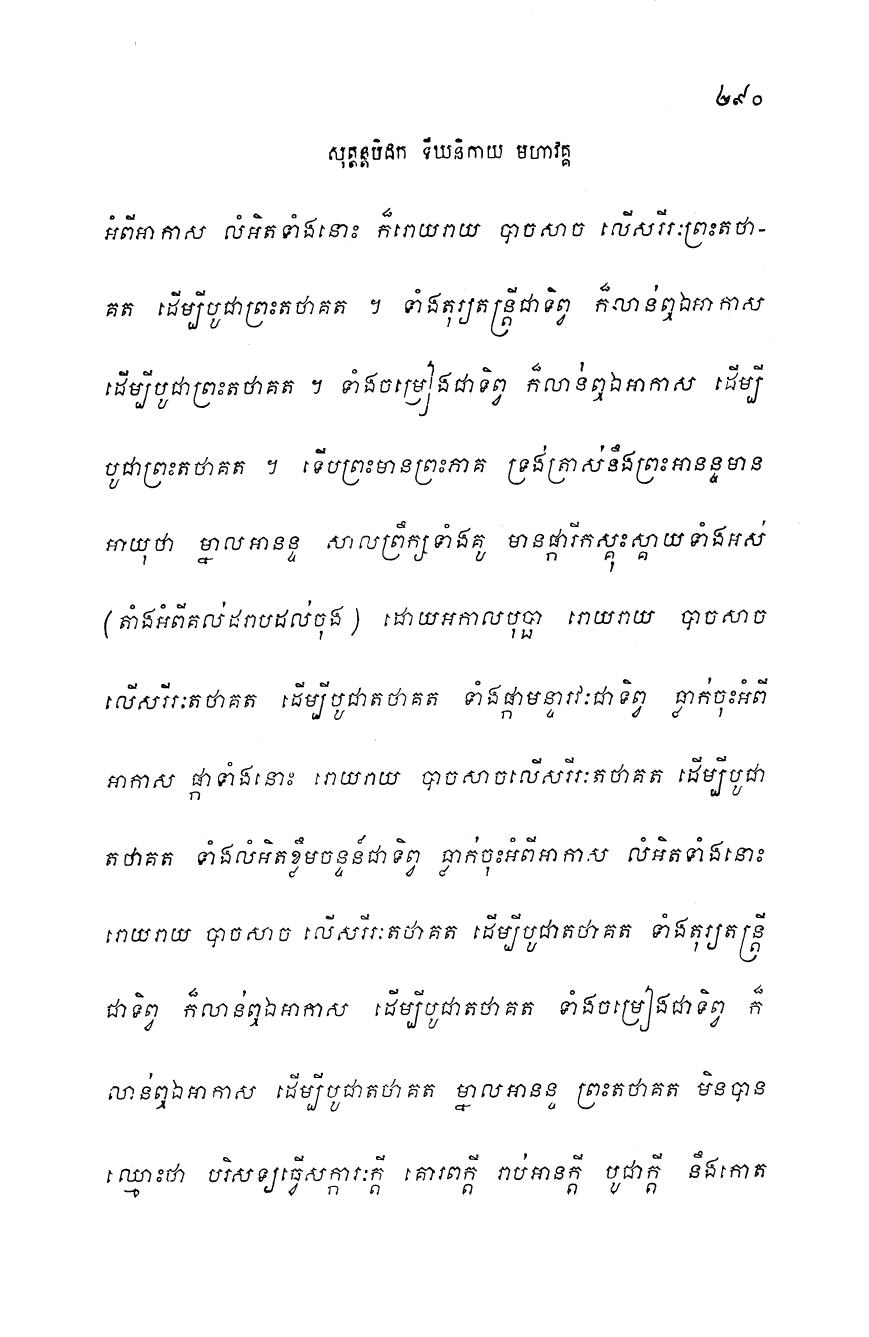 ២៩០
សុត្តន្តបិដក ទីឃនិកាយ មហាវគ្គ
អំពីអាកាស លំអិតទាំងនោះ ក៏រោយរាយ បាចសាច លើសរីរៈព្រះតថា-
គត ដើម្បីបូជាព្រះតថាគត ។ ទាំងតុរ្យតន្ត្រីជាទិព្វ ក៏លាន់ឮឯអាកាស
ដើម្បីបូជាព្រះតថាគត ។ ទាំងចម្រៀងជាទិព្វ ក៏លាន់ឮឯអាកាស ដើម្បី
បូជាព្រះតថាគត ។ ទើបព្រះមានព្រះភាគ ទ្រង់ត្រាស់នឹងព្រះអានន្ទមាន
អាយុថា ម្នាលអានន្ទ សាលព្រឹក្សទាំងគូ មានផ្ការីកស្គុះស្គាយទាំងអស់
(តាំងអំពីគល់ដរាបដល់ចុង) ដោយអកាលបុប្ផា រោយរាយ បាចសាច
លើសរីរៈតថាគត ដើម្បីបូជាតថាគត ទាំងផ្កាមន្ទារវៈជាទិព្វ ធ្លាក់ចុះអំពី
អាកាស ផ្កាទាំងនោះ រោយរាយ បាចសាចលើសរីរៈតថាគត ដើម្បីបូជា
តថាគត ទាំងលំអិតខ្លឹមចន្ទន៍ជាទិព្វ ធ្លាក់ចុះអំពីអាកាស លំអិតទាំងនោះ
រោយរាយ បាចសាច លើសរីរៈតថាគត ដើម្បីបូជាតថាគត ទាំងតុរ្យតន្ត្រី
ជាទិព្វ ក៏លាន់ឮឯអាកាស ដើម្បីបូជាតថាគត ទាំងចម្រៀងជាទិព្វ ក៏
លាន់ឮឯអាកាស ដើម្បីបូជាតថាគត ម្នាលអានន្ទ ព្រះតថាគត មិនបាន
ឈ្មោះថា បរិសទ្យធ្វើសក្ការៈក្តី គោរពក្តី រាប់អានក្តី បូជាក្តី នឹងកោត